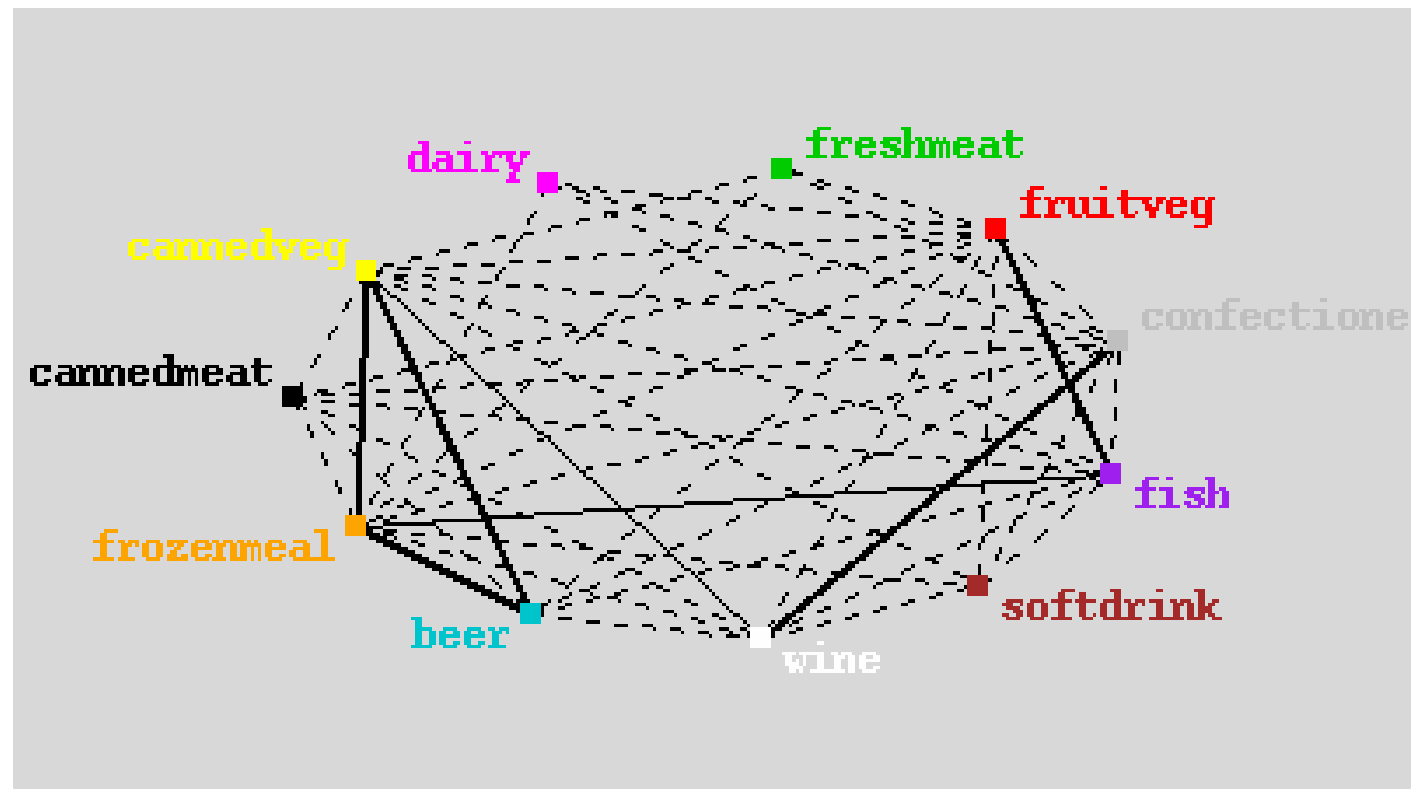 freshmeat
dairy
fruitveg
cannedveg
confectione
cannedmeat
fish
frozenmeal
softdrink
beer
wine